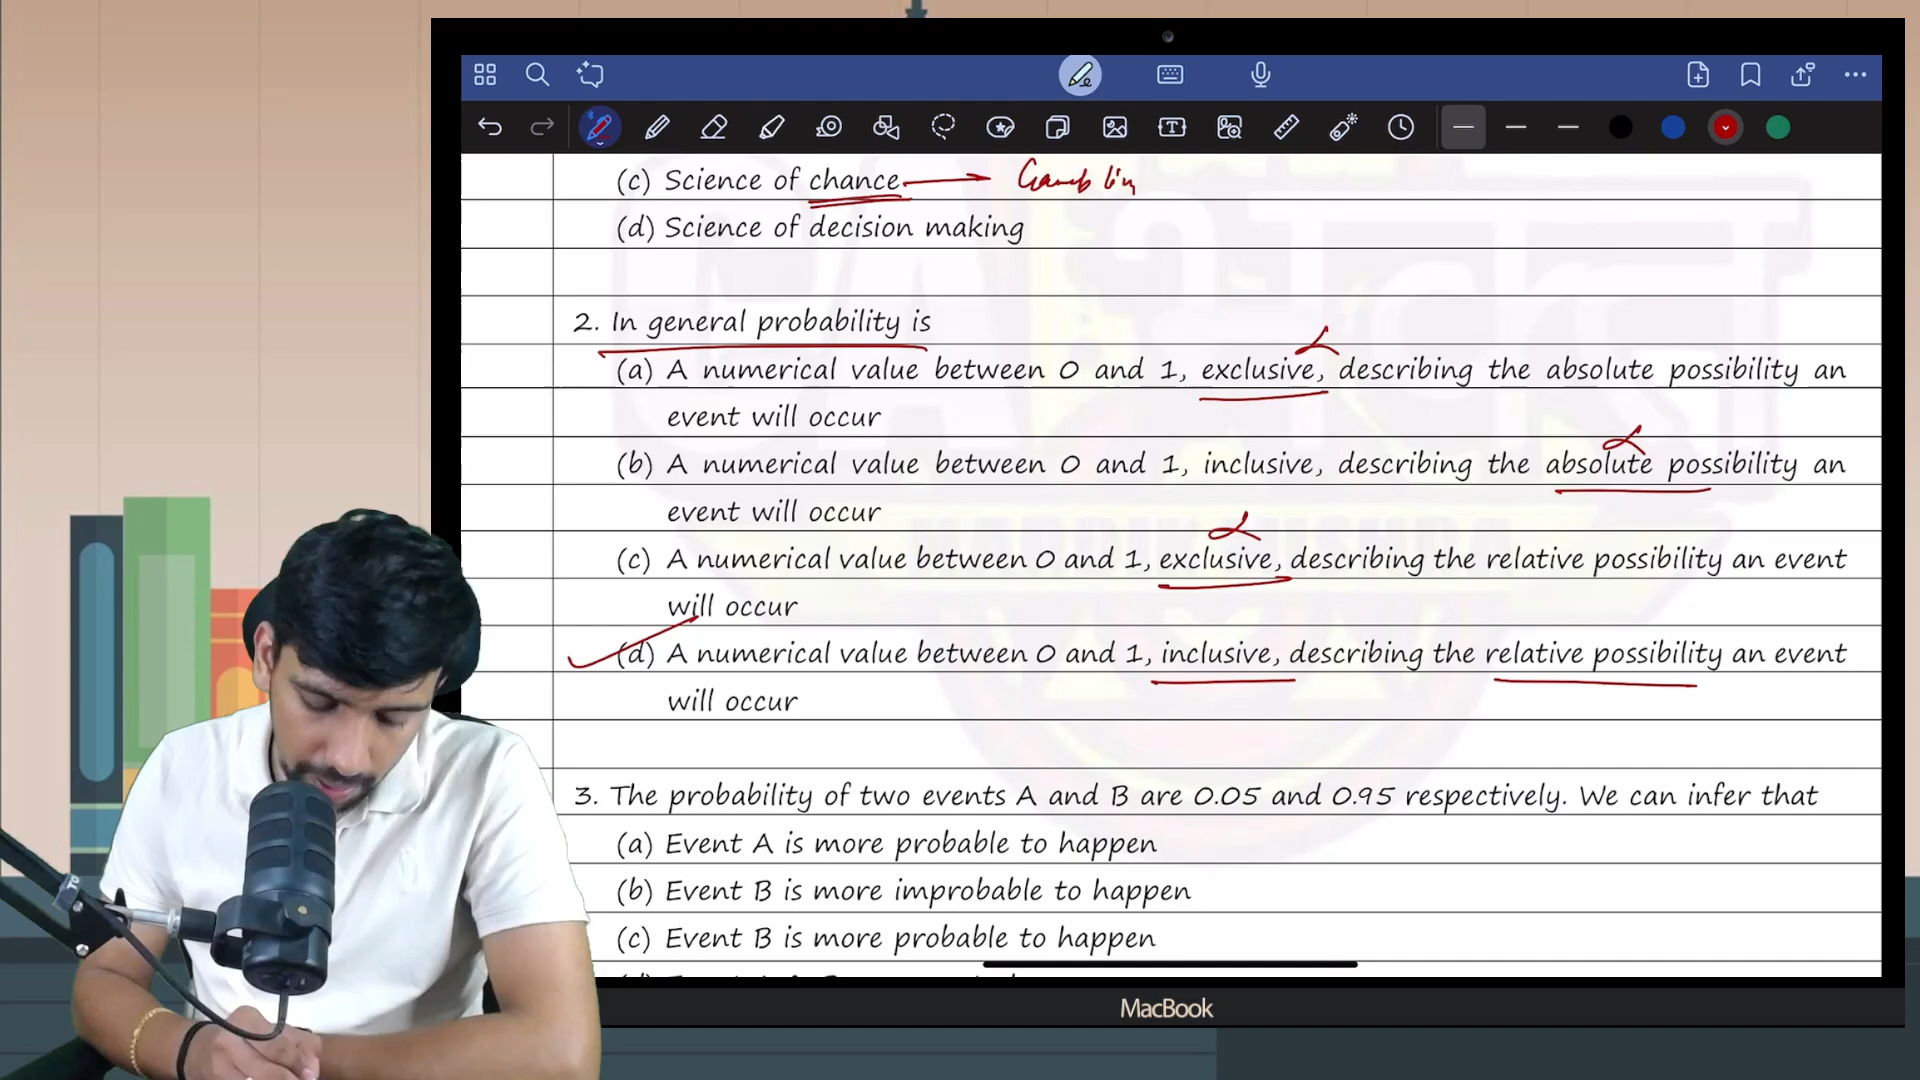 (c) Science of chance → Gambling
(d) Science of decision making
2. In general probability is
(a) A numerical value between 0 and 1, exclusive, describing the absolute possibility an
event will occur
(b) A numerical value between 0 and 1, inclusive, describing the absolute possibility an
event will occur
(c) A numerical value between 0 and 1, exclusive, describing the relative possibility an event
will occur
(d) A numerical value between 0 and 1, inclusive, describing the relative possibility an event
will occur
3. The probability of two events A and B are 0.05 and 0.95 respectively. We can infer that
(a) Event A is more probable to happen
(b) Event B is more improbable to happen
(c) Event B is more probable to happen
MacBook